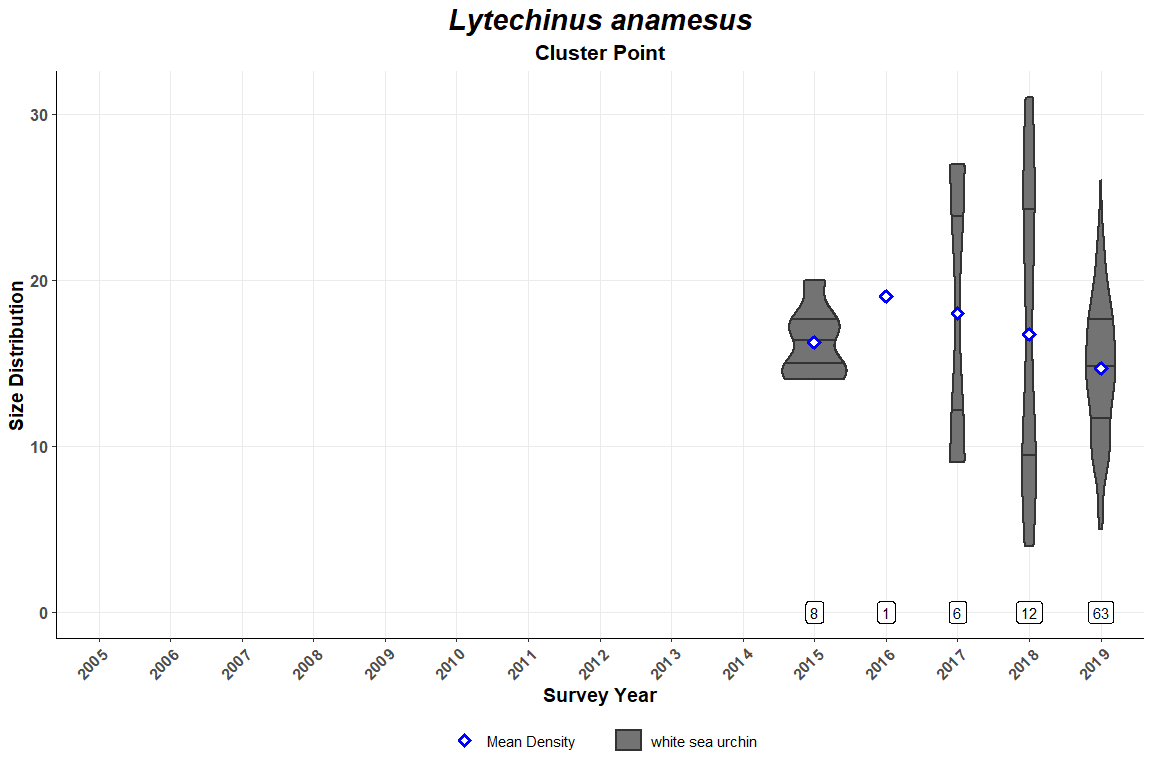 Lytechinus anamesus
Cluster Point
Size Distribution
30
20
10
0
8 1 6 12 63
2005 2006 2007 2008 2009 2010 2011 2012 2013 2014 2015 2016 2017 2018 2019
Survey Year
Mean Density white sea urchin